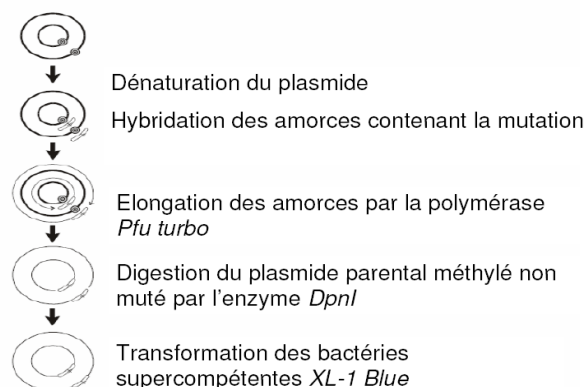 Dénaturation du plasmide
Hybridation des amorces contenant la mutation
Elongation des amorces par la polymérase
Pfu turbo
Digestion du plasmide parental méthylé non
muté par l'enzyme DpnI
Transformation des bactéries
supercompétentes XL-1 Blue